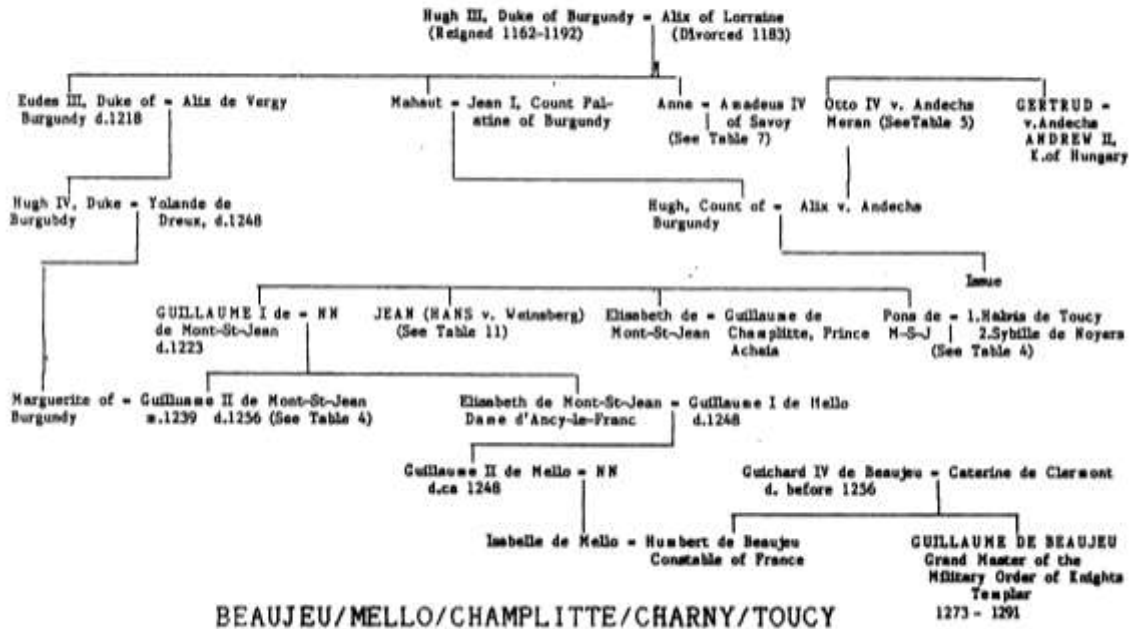 Hugh III, Duke of Burgundy = Alix of Lorraine
(Reigned 1162-1192) (Divorced 1183)
Eudes III, Duke of = Alix de Vergy
Burgundy d.1218
Mahaut = Jean I, Count Pal-
atine of Burgundy
Anne = Amadeus IV
of Savoy
(See Table 7)
Otto IV v. Andechs
Meran (See Table 5)
GERTRUD =
v.Andechs
ANDREW II,
K.of Hungary
Hugh IV, Duke = Yolande de
Burgubdy Dreux, d.1248
Hugh, Count of = Alix v. Andechs
Burgundy
Issue
GUILLAUME I de = NN
de Mont-St-Jean
d.1223
JEAN (HANS v. Weinsberg)
(See Table 11)
Elisabeth de = Guillaume de
Mont-St-Jean Champlitte, Prince
Achaia
Pons de = 1.Halvis de Toucy
M-S-J 2.Sybille de Noyers
(See Table 4)
Marguerite of = Guillaume II de Mont-St-Jean
Burgundy m.1239 d.1256 (See Table 4)
Elisabeth de Mont-St-Jean = Guillaume I de Mello
Dame d'Ancy-le-Franc d.1248
Guillaume II de Mello = NN
d.ca 1248
Guichard IV de Beaujeu = Caterine de Clermont
d. before 1256
Isabelle de Mello = Humbert de Beaujeu
Constable of France
GUILLAUME DE BEAUJEU
Grand Master of the
Military Order of Knights
Templar
1273 - 1291
BEAUJEU/MELLO/CHAMPLITTE/CHARNY/TOUCY